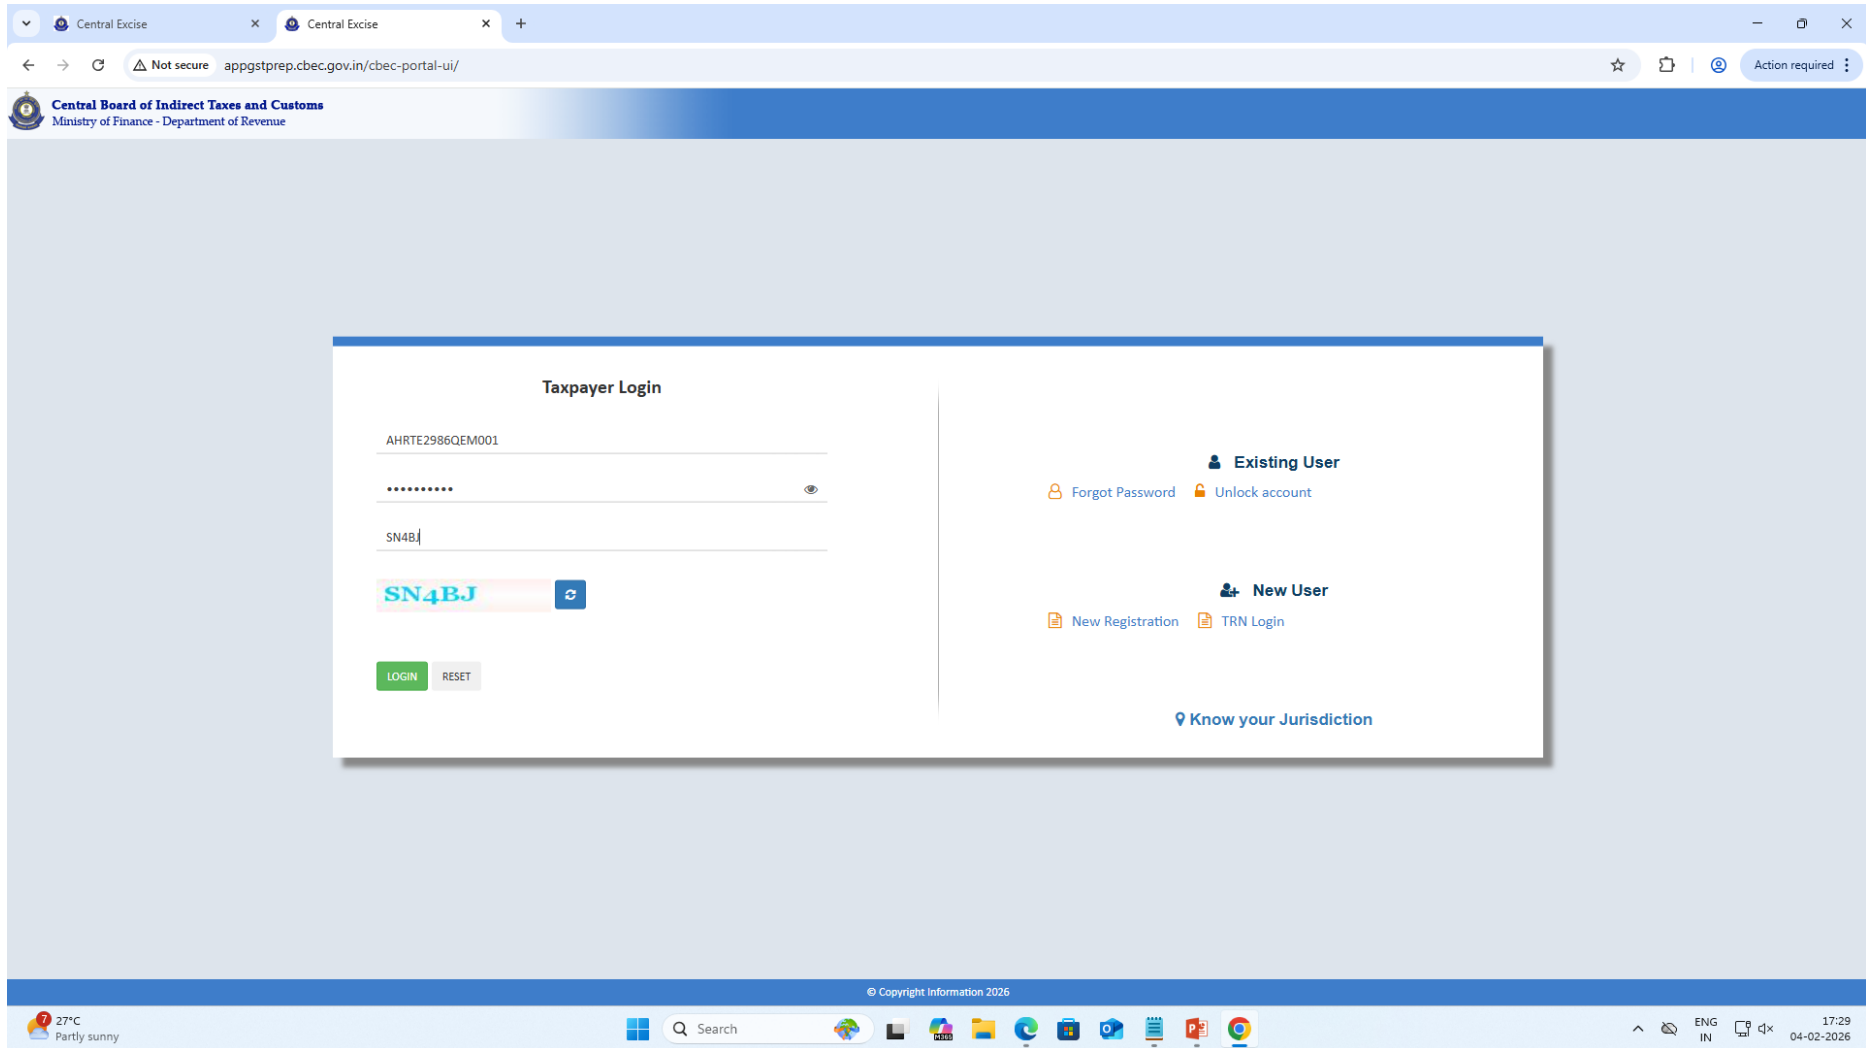 Central Excise
Central Excise
Not secure appgstprep.cbec.gov.in/cbec-portal-ui/
Action required
Central Board of Indirect Taxes and Customs
Ministry of Finance - Department of Revenue
Taxpayer Login
AHRTE2986QEM001
••••••••••
SN4BJ
SN4BJ
LOGIN RESET
Existing User
Forgot Password Unlock account
New User
New Registration TRN Login
Know your Jurisdiction
© Copyright Information 2026
7
27°C
Partly sunny
Search
M365
ENG
IN
17:29
04-02-2026